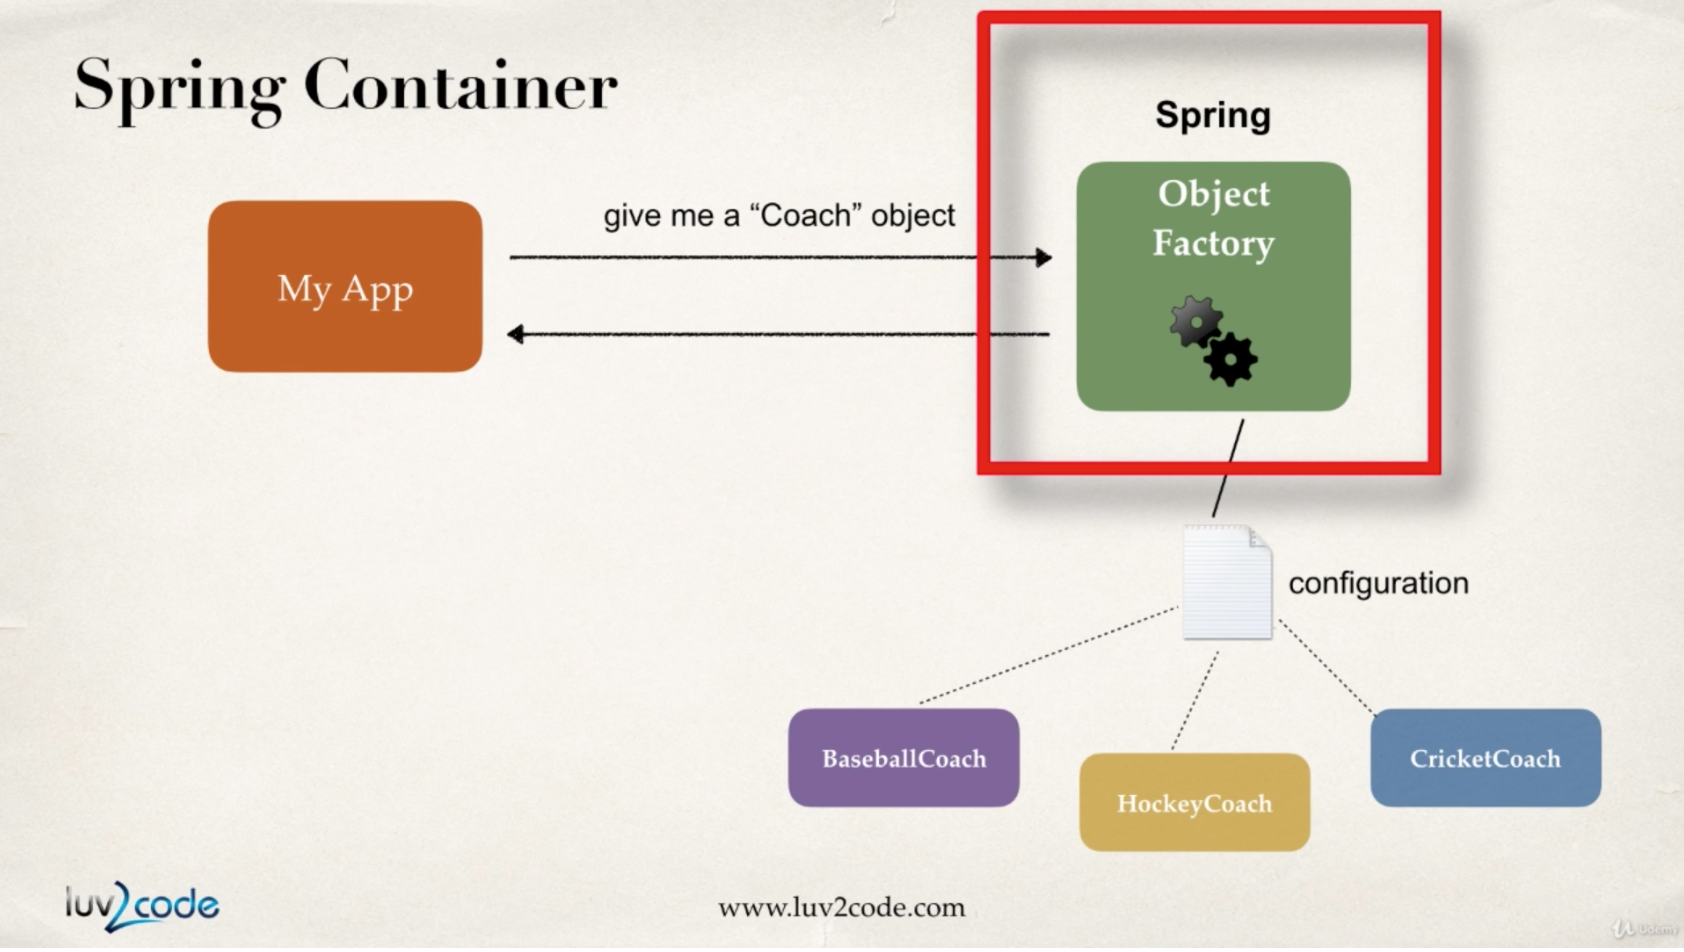 Spring Container
Spring
Object
Factory
give me a “Coach” object
My App
configuration
BaseballCoach
HockeyCoach
CricketCoach
luv2code
www.luv2code.com
Udemy